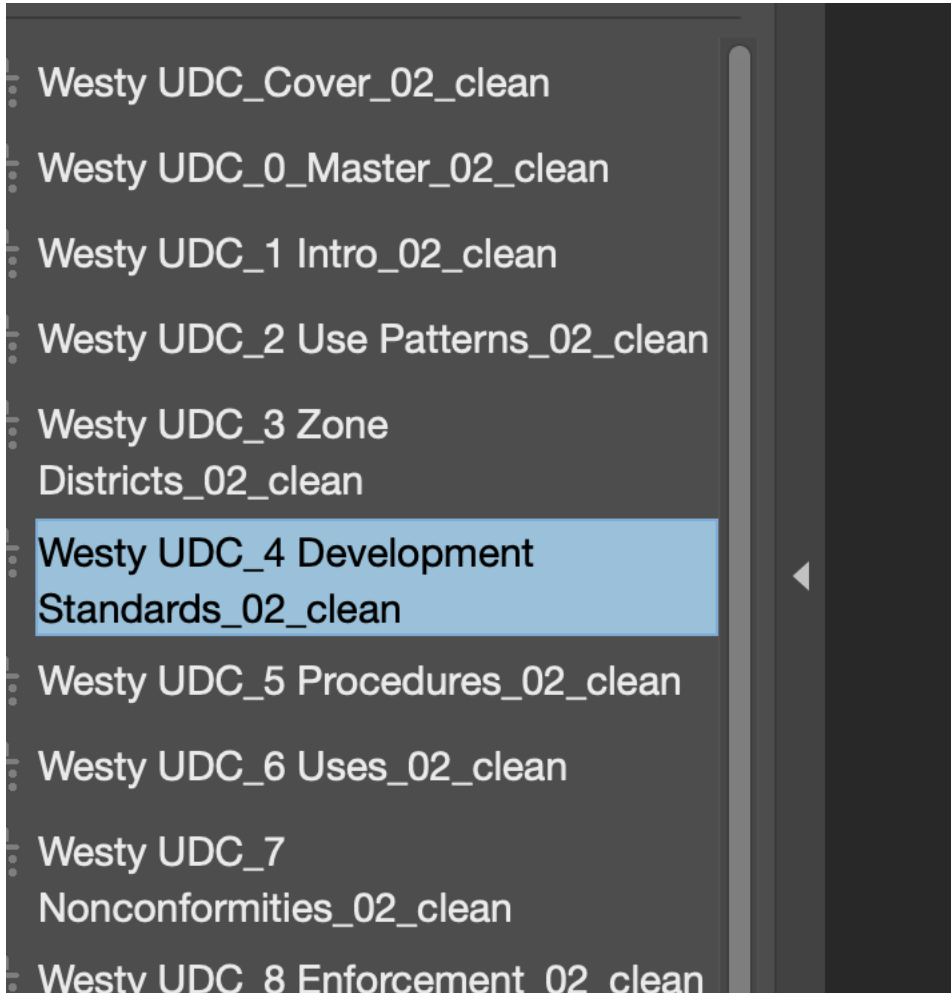 Westy UDC_Cover_02_clean
Westy UDC_0_Master_02_clean
Westy UDC_1 Intro_02_clean
Westy UDC_2 Use Patterns_02_clean
Westy UDC_3 Zone
Districts_02_clean
Westy UDC_4 Development
Standards_02_clean
Westy UDC_5 Procedures_02_clean
Westy UDC_6 Uses_02_clean
Westy UDC_7
Nonconformities_02_clean
Westy UDC_8 Enforcement_02_clean